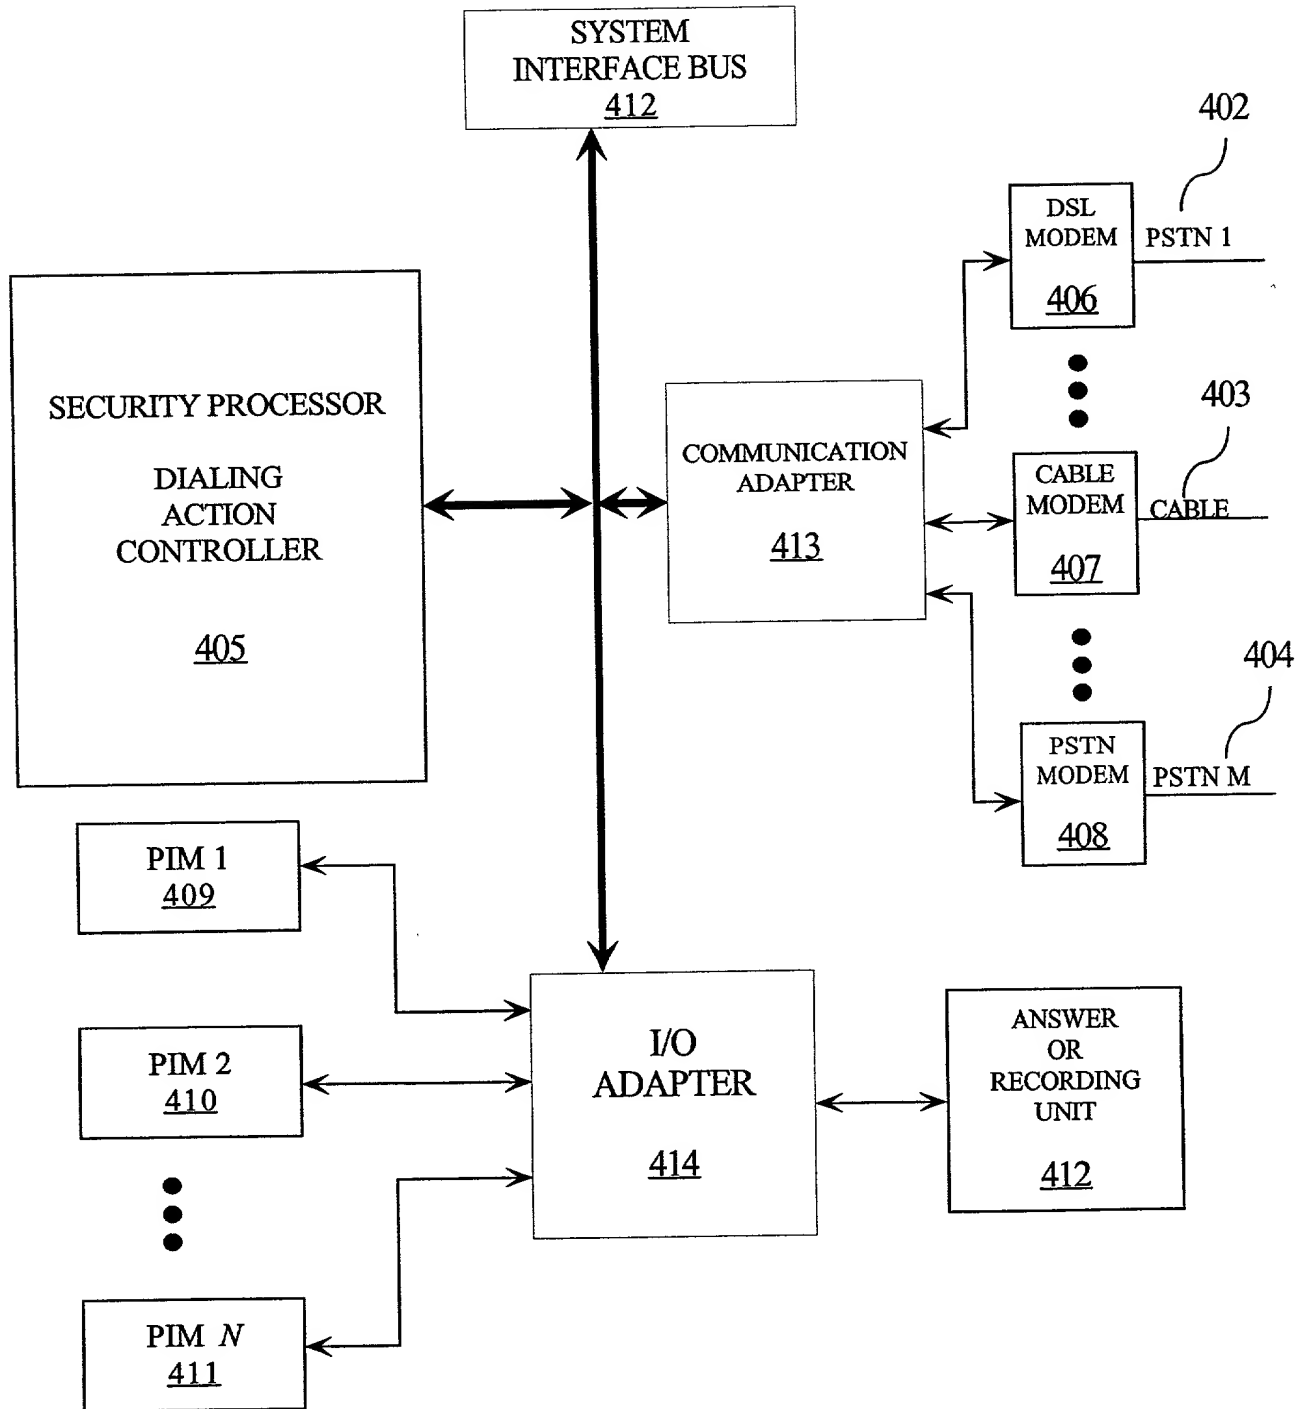 SYSTEM
INTERFACE BUS
412
402
DSL
MODEM
406
PSTN 1
SECURITY PROCESSOR
DIALING
ACTION
CONTROLLER
405
COMMUNICATION
ADAPTER
413
403
CABLE
MODEM
407
CABLE
404
PSTN
MODEM
408
PSTN M
PIM 1
409
PIM 2
410
PIM N
411
I/O
ADAPTER
414
ANSWER
OR
RECORDING
UNIT
412